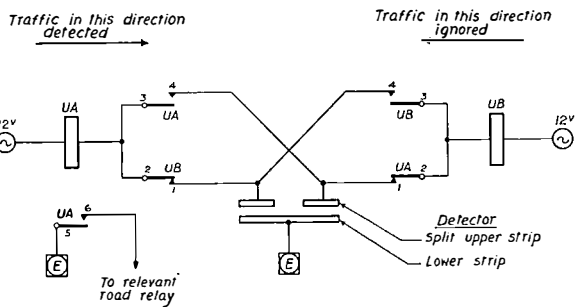 Traffic in this direction
detected
Traffic in this direction
ignored
UA
4
3
UA
4
3
UB
UB
12V
2
UB
1
UA
2
1
12V
UA
6
5
E
To relevant
road relay
E
Detector
Split upper strip
Lower strip